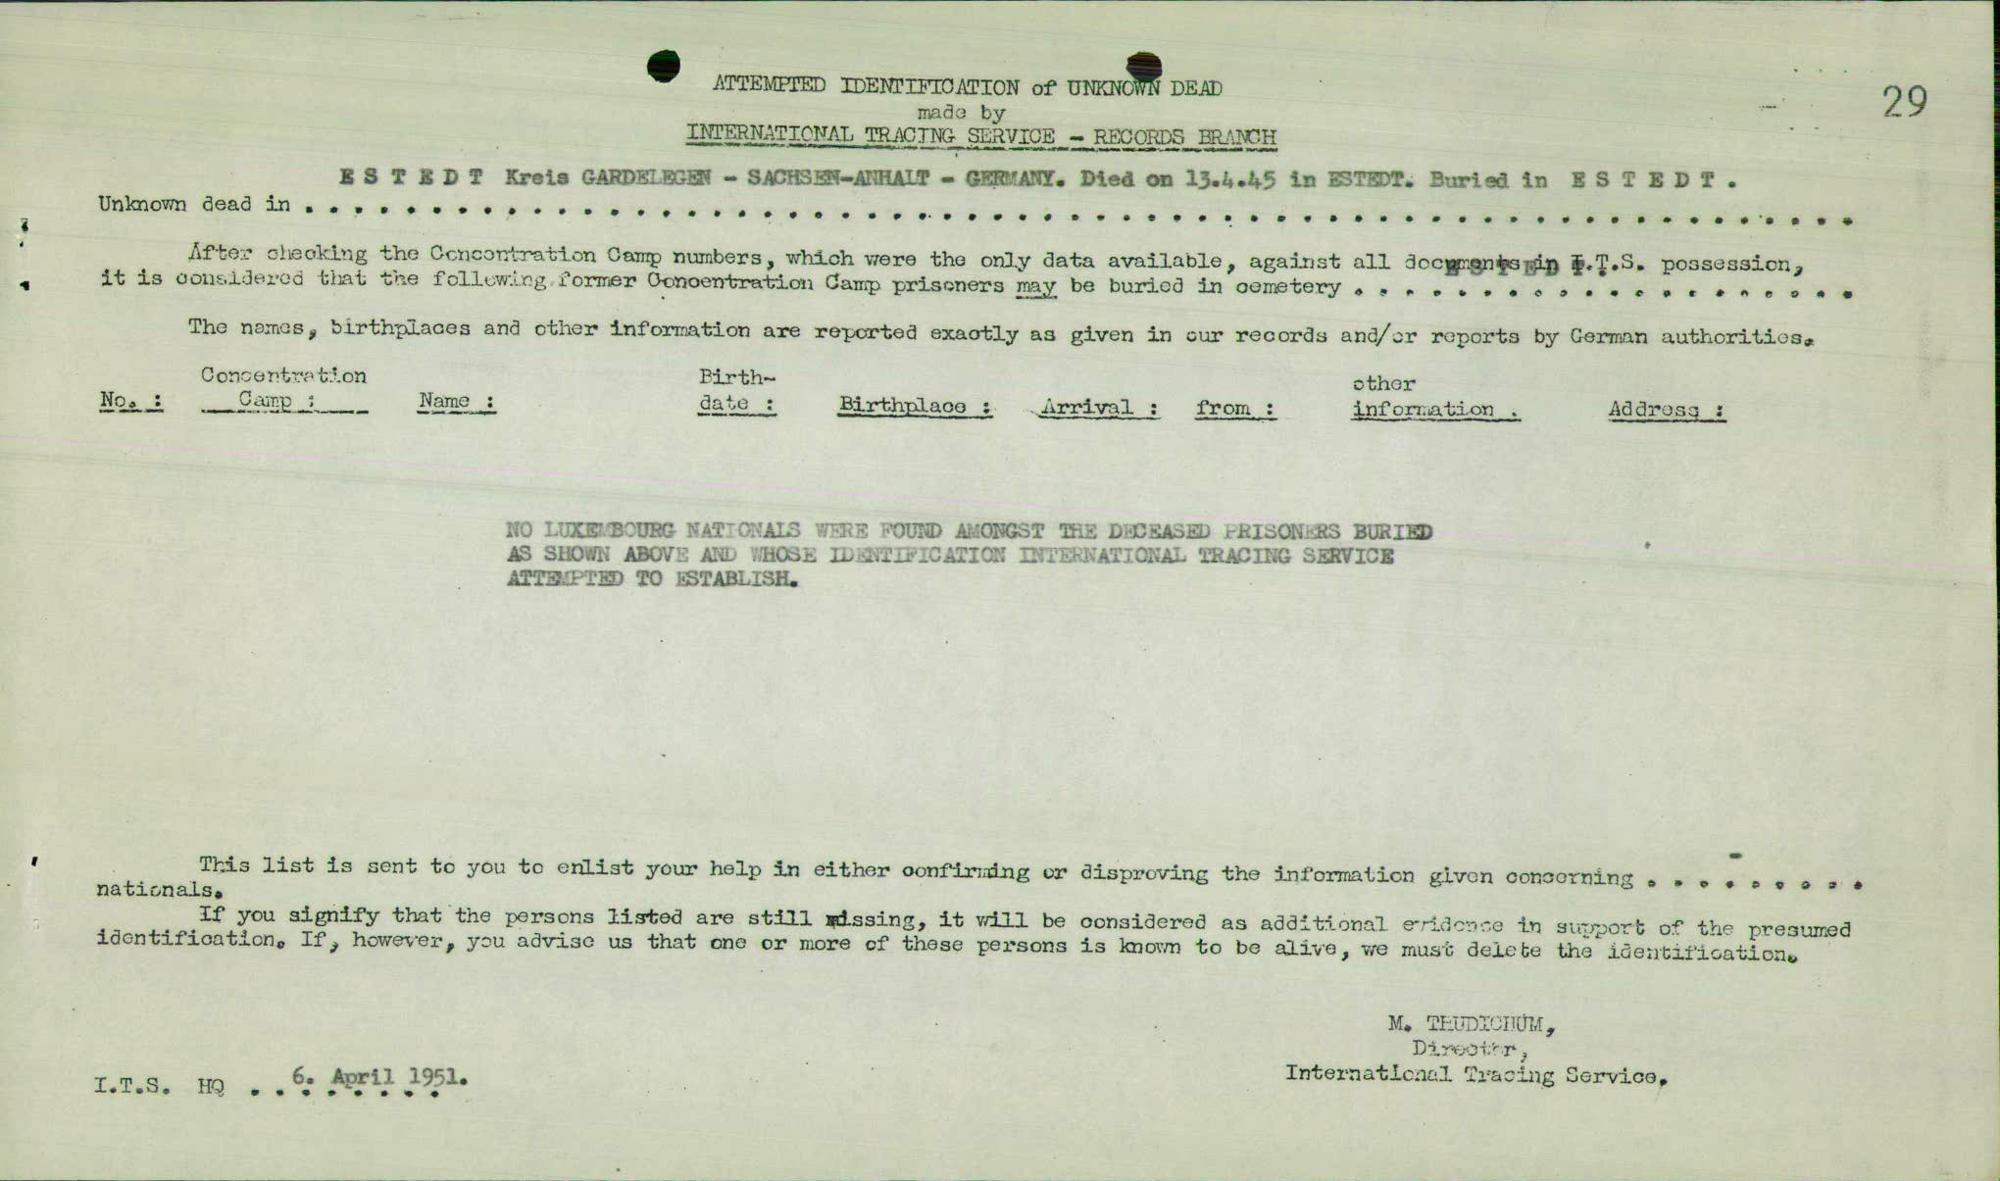 29
ATTEMPTED IDENTIFICATION of UNKNOWN DEAD
made by
INTERNATIONAL TRACING SERVICE - RECORDS BRANCH
E S T E D T Kreis GARDELEGEN - SACHSEN-ANHALT - GERMANY. Died on 13.4.45 in ESTEDT. Buried in E S T E D T .
Unknown dead in . . . . . . . . . . . . . . . . . . . . . . . . . . . . . . . . . . . . . . . . . . . . . . . . . . . . . . . . . . . . .
After checking the Concentration Camp numbers, which were the only data available, against all documents in I.T.S. possession,
it is considered that the following former Concentration Camp prisoners may be buried in cemetery . . . . . . . . . . . . . . . . . . . .
The names, birthplaces and other information are reported exactly as given in our records and/or reports by German authorities.
No. : Concentration Camp : Name : Birth-date : Birthplace : Arrival : from : other information . Address :
NO LUXEMBOURG NATIONALS WERE FOUND AMONGST THE DECEASED PRISONERS BURIED
AS SHOWN ABOVE AND WHOSE IDENTIFICATION INTERNATIONAL TRACING SERVICE
ATTEMPTED TO ESTABLISH.
This list is sent to you to enlist your help in either confirming or disproving the information given concerning . . . . . . . . .
nationals.
If you signify that the persons listed are still missing, it will be considered as additional evidence in support of the presumed
identification. If, however, you advise us that one or more of these persons is known to be alive, we must delete the identification.
M. THUDICHUM,
Director,
International Tracing Service.
I.T.S. HQ . . 6. April 1951.